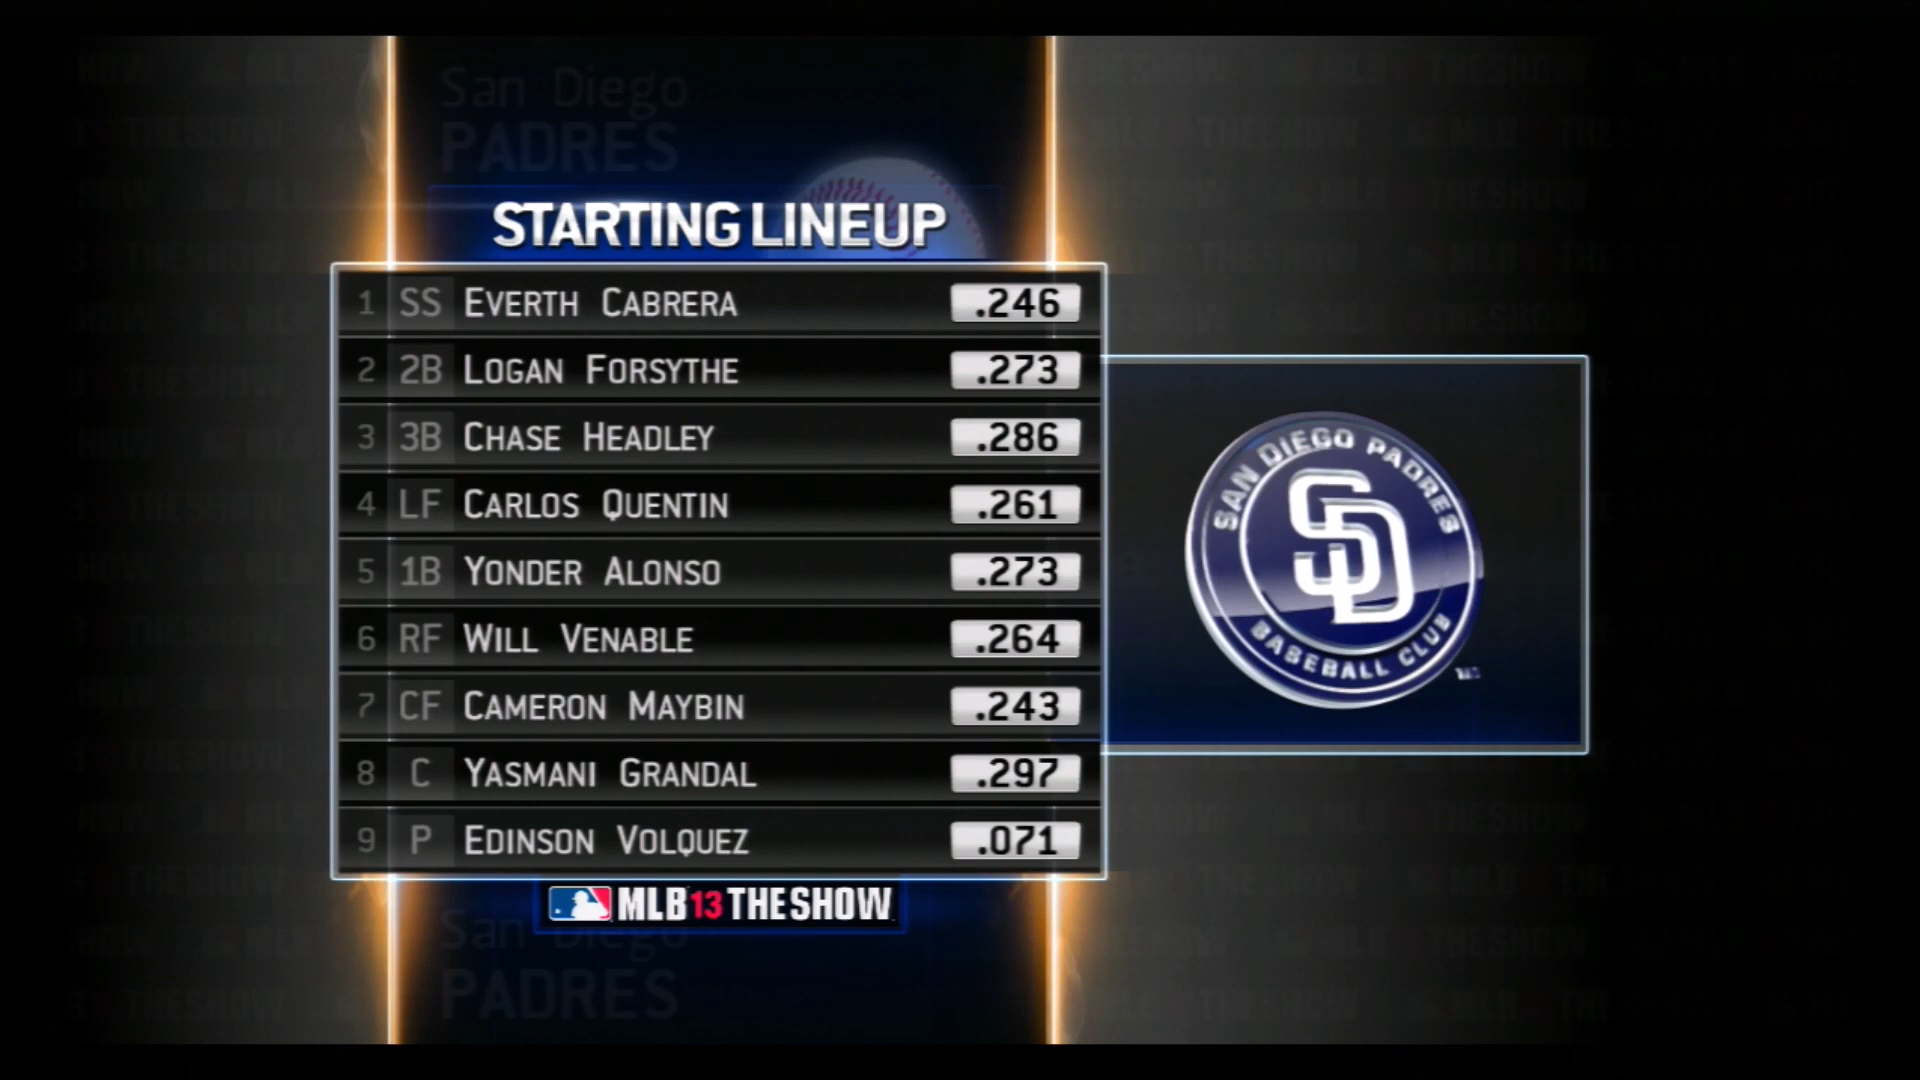 San Diego
PADRES
STARTING LINEUP
1 SS EVERTH CABRERA .246
2 2B LOGAN FORSYTHE .273
3 3B CHASE HEADLEY .286
4 LF CARLOS QUENTIN .261
5 1B YONDER ALONSO .273
6 RF WILL VENABLE .264
7 CF CAMERON MAYBIN .243
8 C YASMANI GRANDAL .297
9 P EDINSON VOLQUEZ .071
SAN DIEGO PADRES
SD
BASEBALL CLUB
MLB 13 THE SHOW
San Diego
PADRES